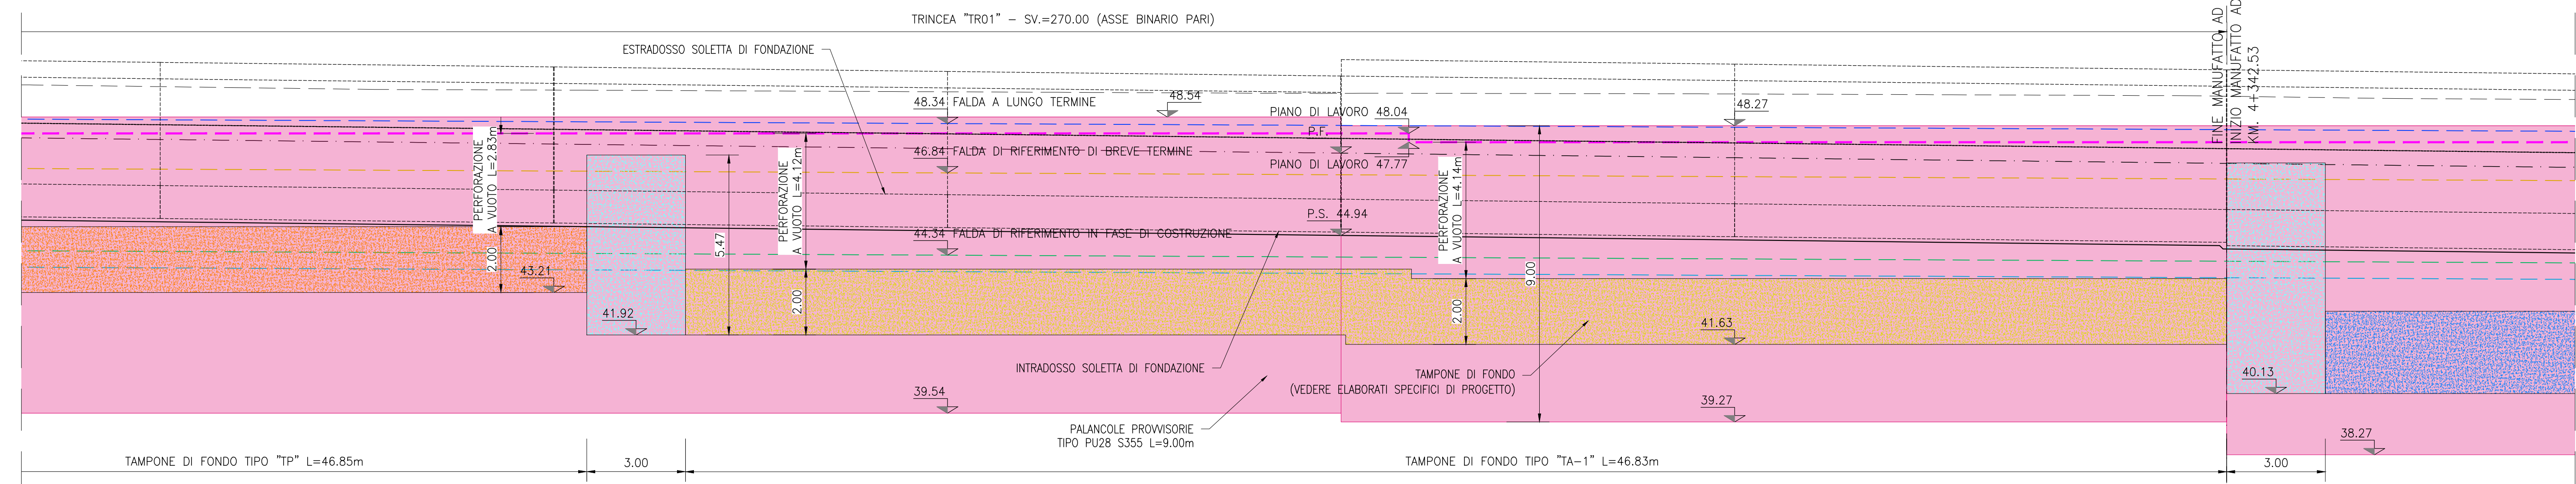 TRINCEA "TR01" - SV.=270.00 (ASSE BINARIO PARI)
FINE MANUFATTO AD
INIZIO MANUFATTO AD
KM. 4+342.53
ESTRADOSSO SOLETTA DI FONDAZIONE
48.34 FALDA A LUNGO TERMINE
48.54
PIANO DI LAVORO 48.04
48.27
P.F.
46.84 FALDA DI RIFERIMENTO DI BREVE TERMINE
PIANO DI LAVORO 47.77
PERFORAZIONE
A VUOTO L=2.83m
PERFORAZIONE
A VUOTO L=4.12m
PERFORAZIONE
A VUOTO L=4.14m
P.S. 44.94
44.34 FALDA DI RIFERIMENTO IN FASE DI COSTRUZIONE
2.00
5.47
43.21
9.00
2.00
2.00
41.92
41.63
INTRADOSSO SOLETTA DI FONDAZIONE
TAMPONE DI FONDO
(VEDERE ELABORATI SPECIFICI DI PROGETTO)
40.13
39.54
39.27
PALANCOLE PROVVISORIE
TIPO PU28 S355 L=9.00m
38.27
TAMPONE DI FONDO TIPO "TP" L=46.85m
3.00
TAMPONE DI FONDO TIPO "TA-1" L=46.83m
3.00